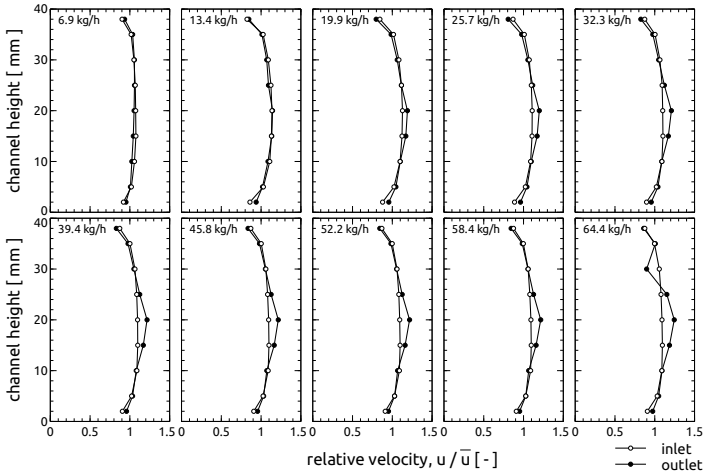 40
30
20
10
0
channel height [ mm ]
6.9 kg/h
13.4 kg/h
19.9 kg/h
25.7 kg/h
32.3 kg/h
40
30
20
10
0
channel height [ mm ]
39.4 kg/h
45.8 kg/h
52.2 kg/h
58.4 kg/h
64.4 kg/h
0 0.5 1 1.5 0 0.5 1 1.5 0 0.5 1 1.5 0 0.5 1 1.5 0 0.5 1 1.5
relative velocity, u / u̅ [ - ]
inlet
outlet